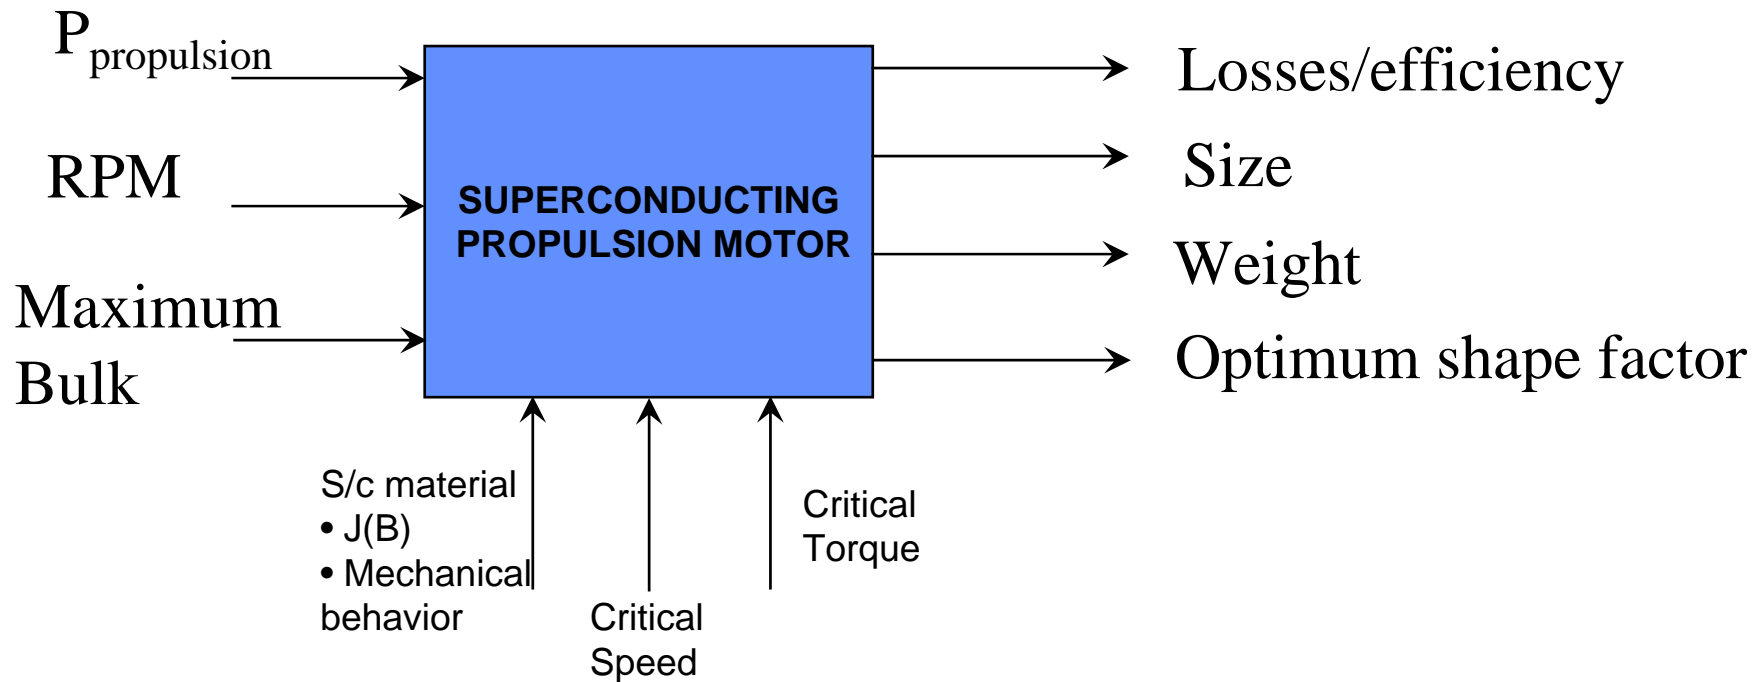 P_propulsion
RPM
Maximum
Bulk
SUPERCONDUCTING
PROPULSION MOTOR
Losses/efficiency
Size
Weight
Optimum shape factor
S/c material
• J(B)
• Mechanical
behavior
Critical
Speed
Critical
Torque